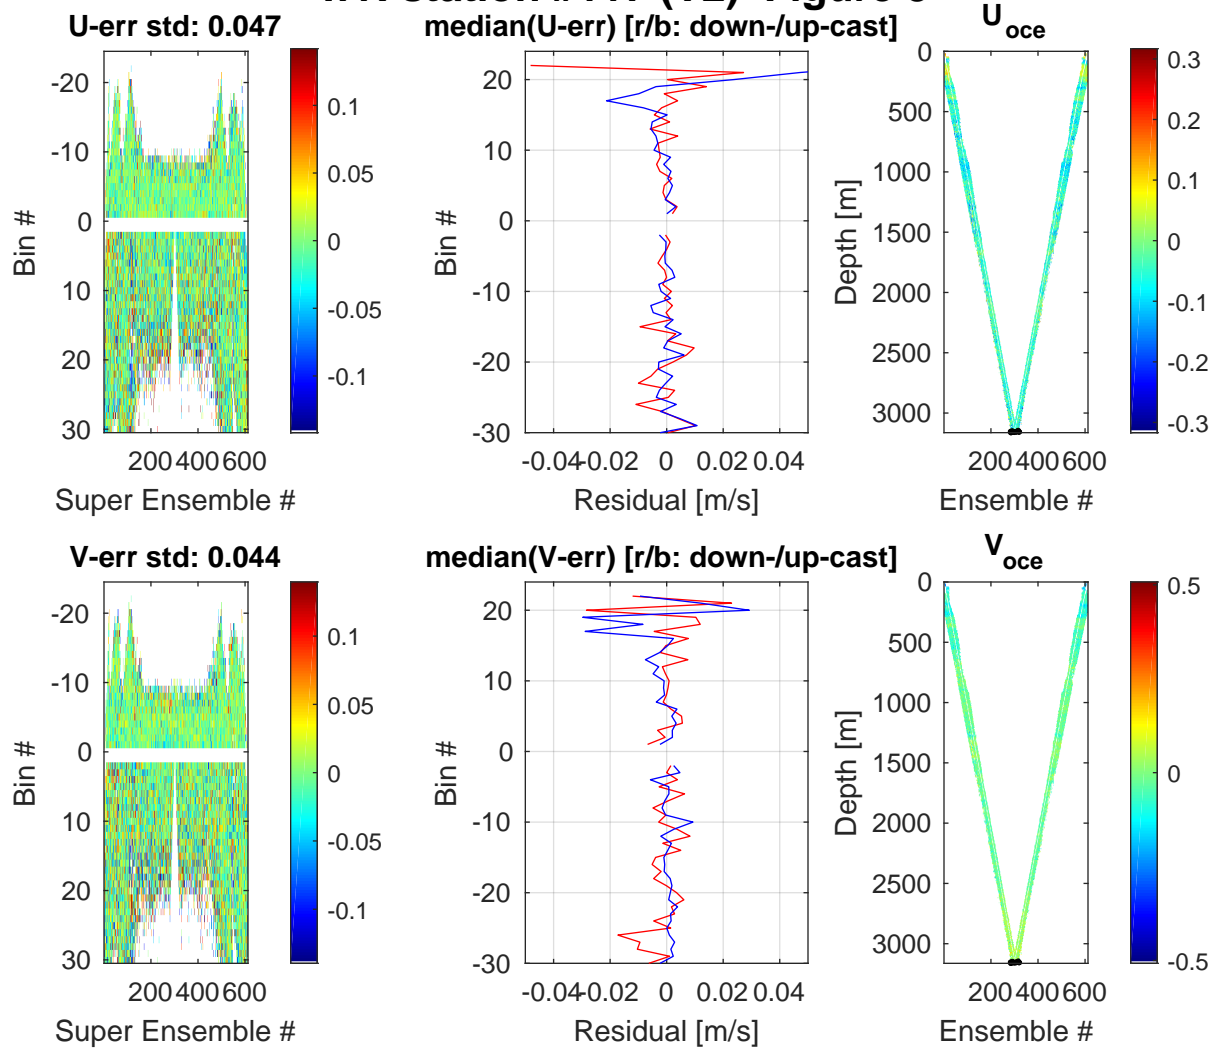 U-err std: 0.047
-20
-10
0
10
20
30
Bin #
200 400 600
Super Ensemble #
0.1
0.05
0
-0.05
-0.1
median(U-err) [r/b: down-/up-cast]
20
10
0
-10
-20
-30
Bin #
-0.04 -0.02 0 0.02 0.04
Residual [m/s]
Uoce
0
500
1000
1500
2000
2500
3000
Depth [m]
200 400 600
Ensemble #
0.3
0.2
0.1
0
-0.1
-0.2
-0.3
V-err std: 0.044
-20
-10
0
10
20
30
Bin #
200 400 600
Super Ensemble #
0.1
0.05
0
-0.05
-0.1
median(V-err) [r/b: down-/up-cast]
20
10
0
-10
-20
-30
Bin #
-0.04 -0.02 0 0.02 0.04
Residual [m/s]
Voce
0
500
1000
1500
2000
2500
3000
Depth [m]
200 400 600
Ensemble #
0.5
0
-0.5